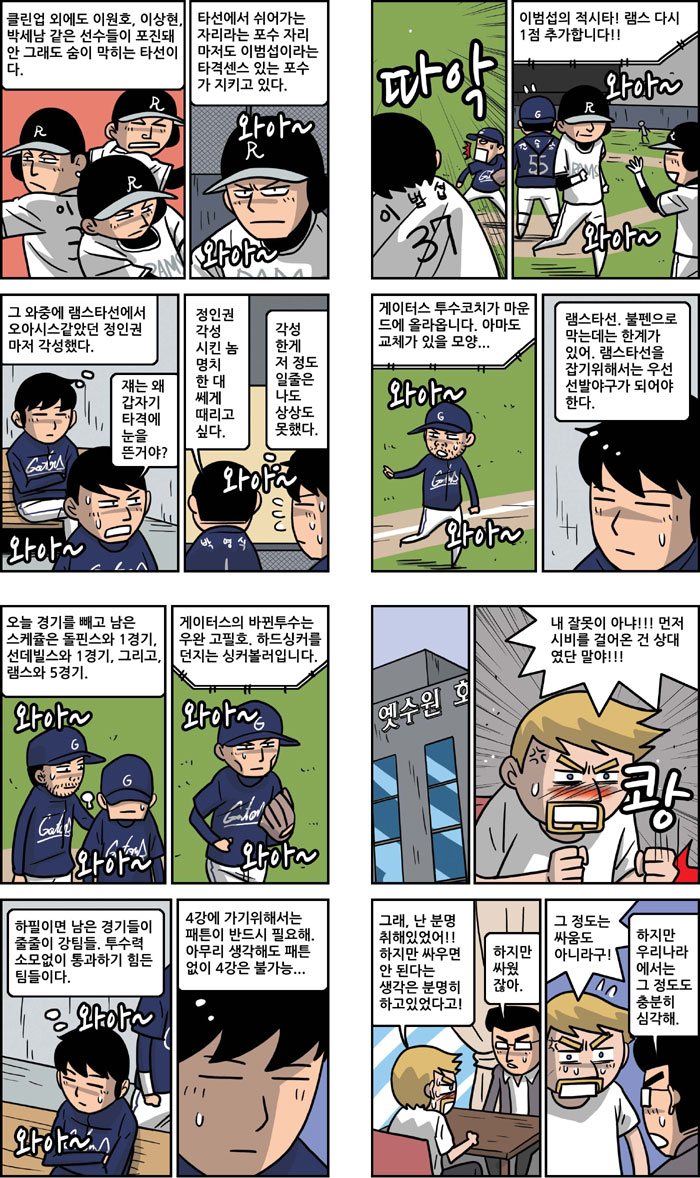 클린업 외에도 이원호, 이상현,
박세남 같은 선수들이 포진돼
안 그래도 숨이 막히는 타선이
다.
R
R
R
타선에서 쉬어가는
자리라는 포수 자리
마저도 이범섭이라는
타격센스 있는 포수
가 지키고 있다.
와아~
R
와아~
따악
이범섭
37
이범섭의 적시타! 램스 다시
1점 추가합니다!!
와아~
55
와아~
그 와중에 램스타선에서
오아시스같았던 정인권
마저 각성했다.
쟤는 왜
갑자기
타격에
눈을
뜬거야?
와아~
정인권
각성
시킨 놈
명치
한 대
쎄게
때리고
싶다.
각성
한게
저 정도
일줄은
나도
상상도
못했다.
와아~
박영식
게이터스 투수코치가 마운
드에 올라옵니다. 아마도
교체가 있을 모양...
와아~
G
와아~
램스타선. 불펜으로
막는데는 한계가
있어. 램스타선을
잡기위해서는 우선
선발야구가 되어야
한다.
오늘 경기를 빼고 남은
스케쥴은 돌핀스와 1경기,
선데빌스와 1경기, 그리고,
램스와 5경기.
와아~
G
G
와아~
게이터스의 바뀐투수는
우완 고필호. 하드싱커를
던지는 싱커볼러입니다.
와아~
G
와아~
옛수원 호
내 잘못이 아냐!!! 먼저
시비를 걸어온 건 상대
였단 말야!!!
쾅
하필이면 남은 경기들이
줄줄이 강팀들. 투수력
소모없이 통과하기 힘든
팀들이다.
와아~
와아~
4강에 가기위해서는
패튼이 반드시 필요해.
아무리 생각해도 패튼
없이 4강은 불가능...
그래, 난 분명
취해있었어!!
하지만 싸우면
안 된다는
생각은 분명히
하고있었다고!
하지만
싸웠
잖아.
그 정도는
싸움도
아니라구!
하지만
우리나라
에서는
그 정도도
충분히
심각해.